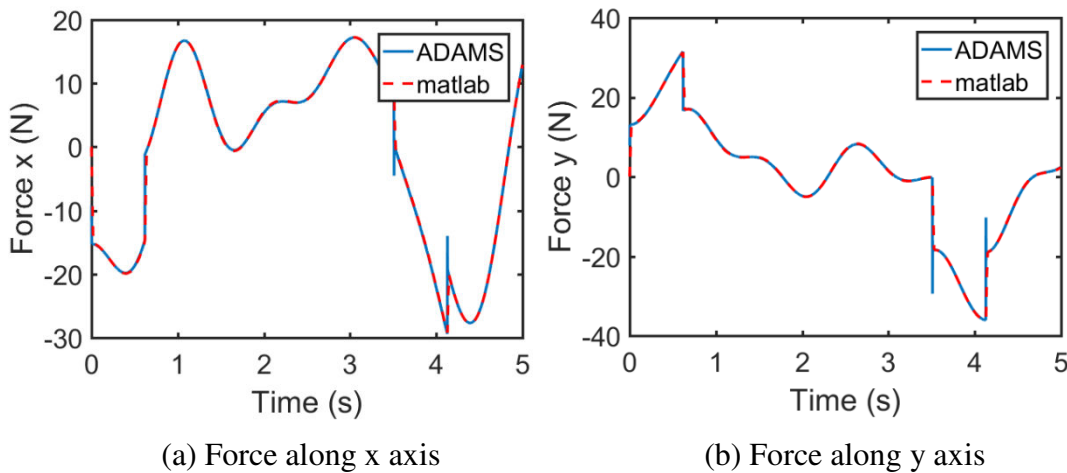 20
10
0
-10
-20
-30
0 1 2 3 4 5
Force x (N)
Time (s)
ADAMS
matlab
(a) Force along x axis
40
20
0
-20
-40
0 1 2 3 4 5
Force y (N)
Time (s)
ADAMS
matlab
(b) Force along y axis